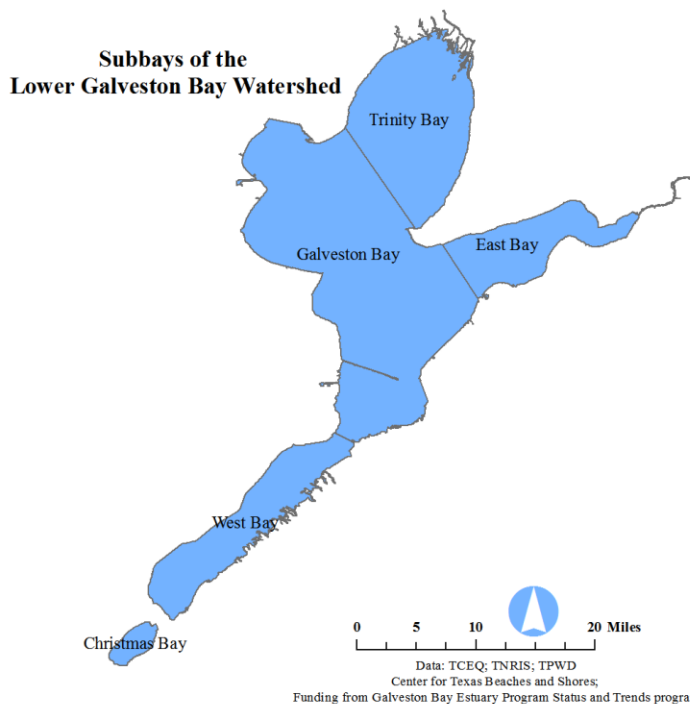 Subbays of the
Lower Galveston Bay Watershed
Trinity Bay
East Bay
Galveston Bay
West Bay
Christmas Bay
0 5 10 20 Miles
Data: TCEQ; TNRIS; TPWD
Center for Texas Beaches and Shores;
Funding from Galveston Bay Estuary Program Status and Trends progra